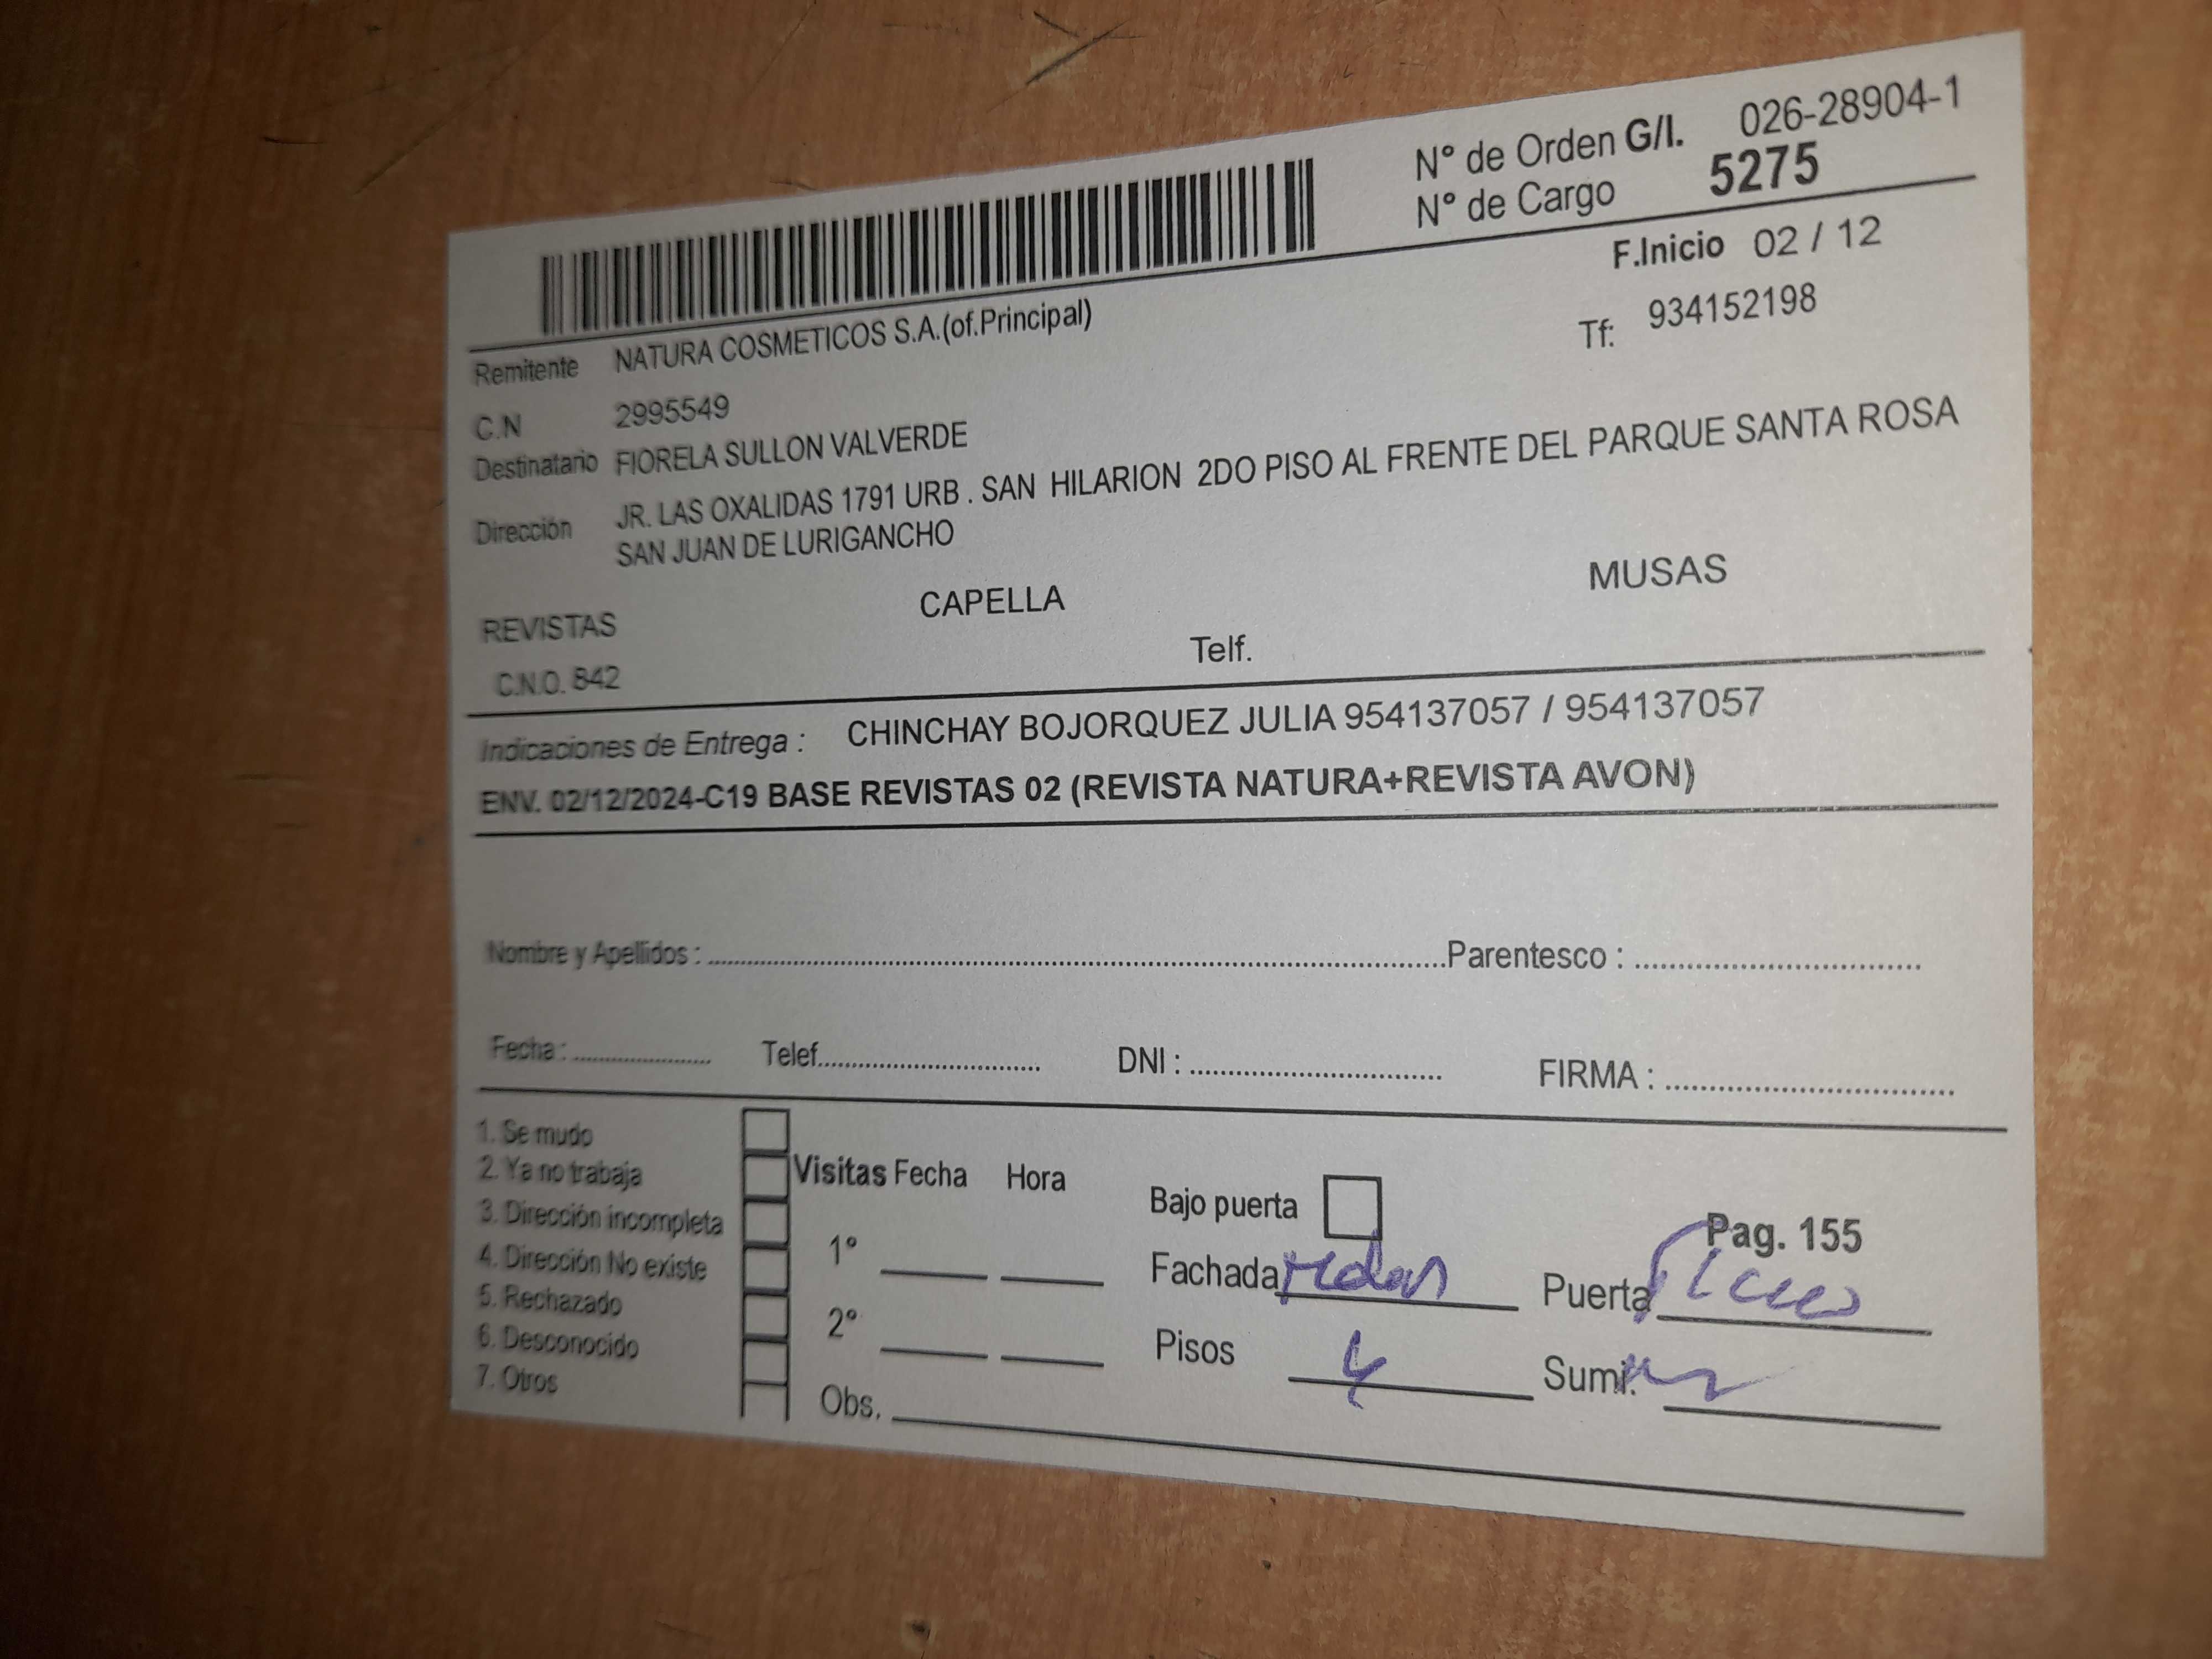 N° de Orden G/I. 026-28904-1
N° de Cargo 5275
F.Inicio 02 / 12
Remitente NATURA COSMETICOS S.A.(of.Principal)
Tf: 934152198
C.N 2995549
Destinatario FIORELA SULLON VALVERDE
Dirección JR. LAS OXALIDAS 1791 URB . SAN HILARION 2DO PISO AL FRENTE DEL PARQUE SANTA ROSA
SAN JUAN DE LURIGANCHO
REVISTAS CAPELLA MUSAS
C.N.O. 842 Telf.
Indicaciones de Entrega : CHINCHAY BOJORQUEZ JULIA 954137057 / 954137057
ENV. 02/12/2024-C19 BASE REVISTAS 02 (REVISTA NATURA+REVISTA AVON)
Nombre y Apellidos : Parentesco :
Fecha : Telef. DNI : FIRMA :
1. Se mudo
2. Ya no trabaja
3. Dirección incompleta
4. Dirección No existe
5. Rechazado
6. Desconocido
7. Otros
Visitas Fecha Hora
1°
2°
Obs.
Bajo puerta
Fachada
Pisos 4
Pag. 155
Puerta
Sumi.